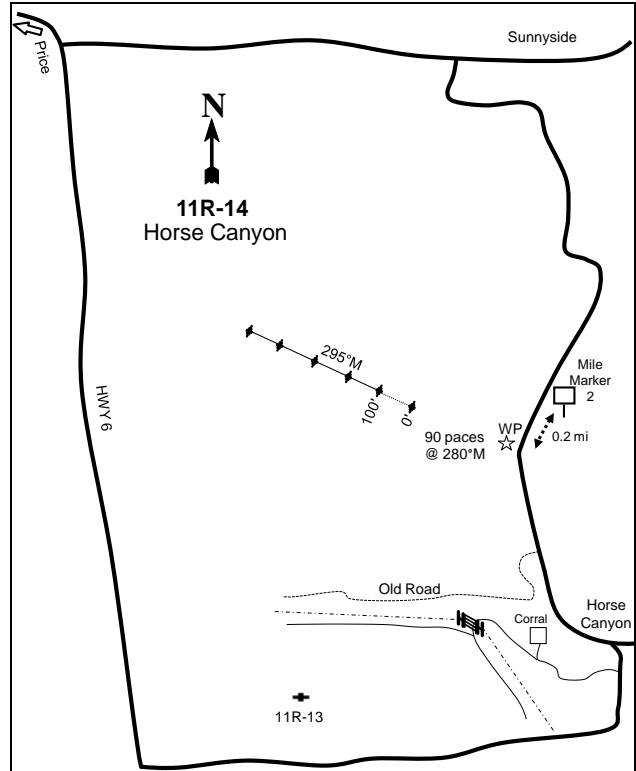 Sunnyside
Price
N
11R-14
Horse Canyon
295°M
100'
0'
HWY 6
Mile
Marker
2
WP
0.2 mi
90 paces
@ 280°M
Old Road
Corral
Horse
Canyon
11R-13